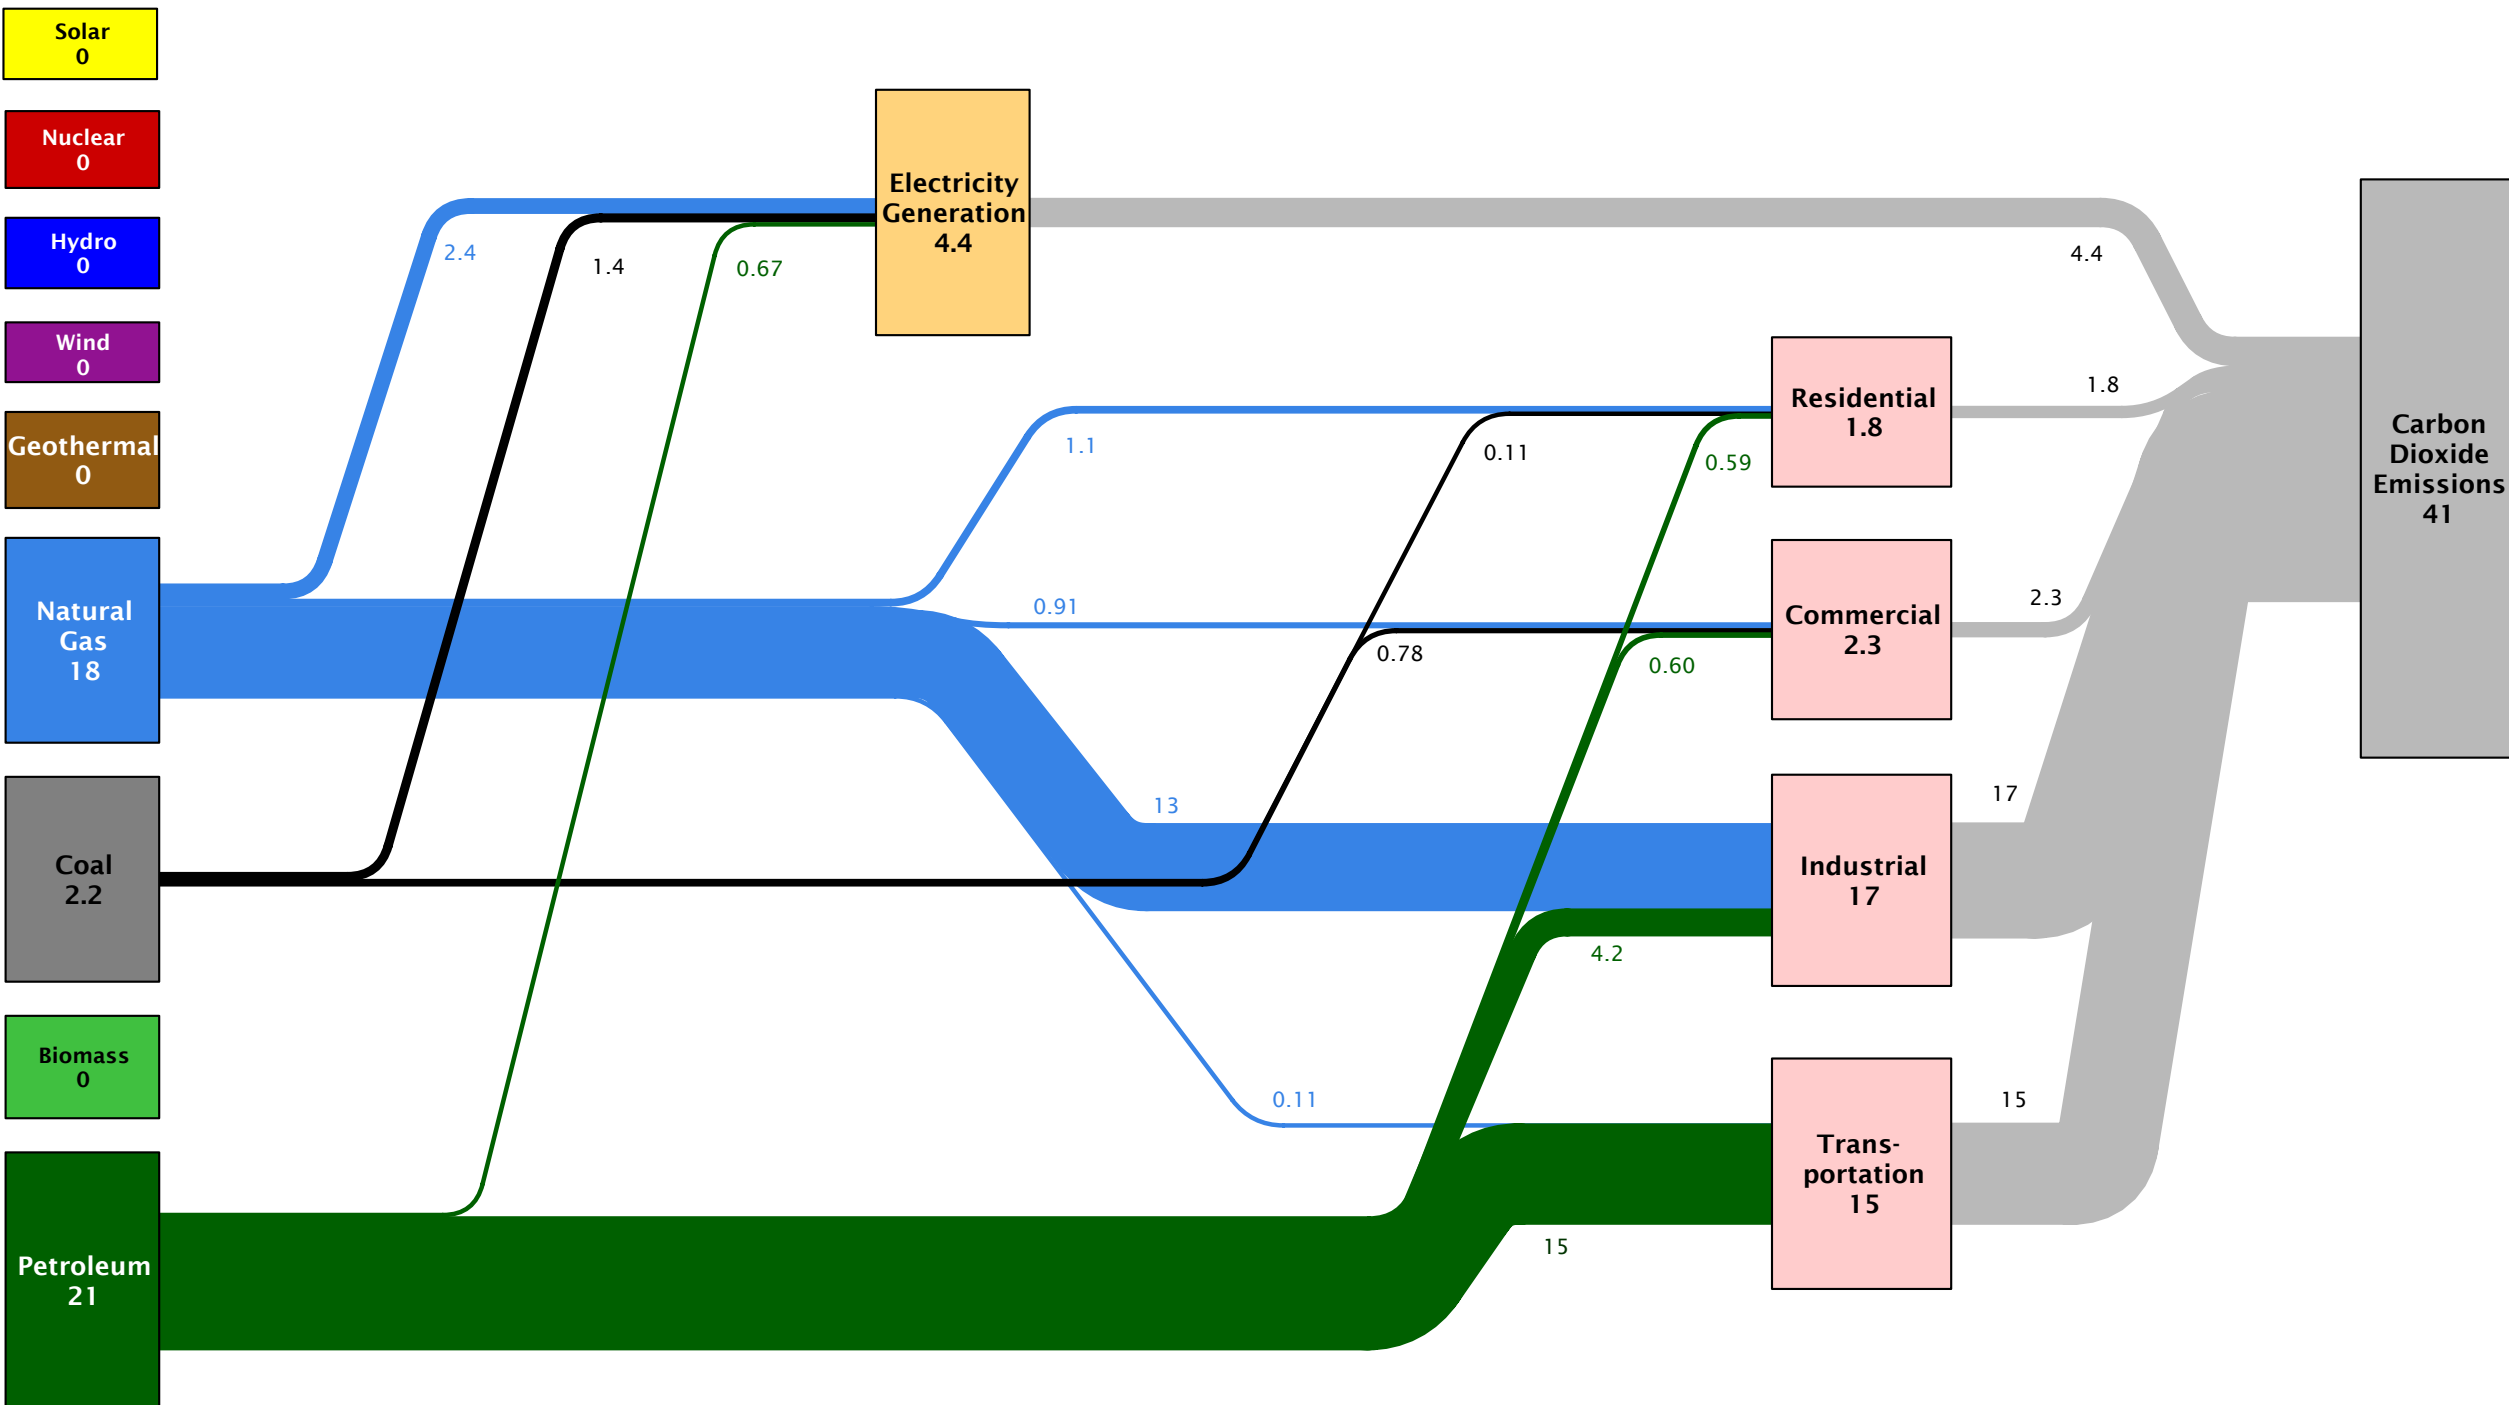 Solar
0
Nuclear
0
Hydro
0
Wind
0
Geothermal
0
Natural
Gas
18
Coal
2.2
Biomass
0
Petroleum
21
2.4
1.4
0.67
Electricity
Generation
4.4
1.1
0.91
13
0.11
0.11
0.78
0.59
0.60
4.2
15
Residential
1.8
Commercial
2.3
Industrial
17
Trans-
portation
15
4.4
1.8
2.3
17
15
Carbon
Dioxide
Emissions
41